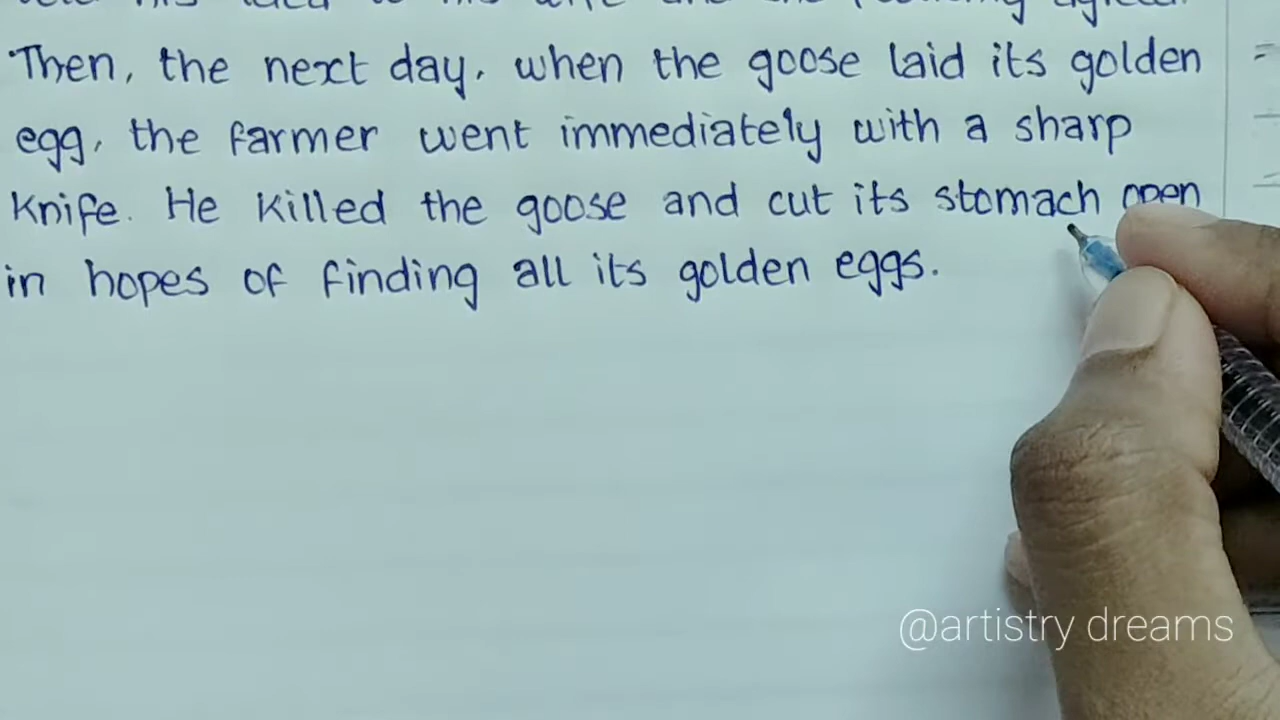 Then, the next day, when the goose laid its golden
egg, the farmer went immediately with a sharp
Knife. He killed the goose and cut its stomach open
in hopes of finding all its golden eggs.
@artistry dreams